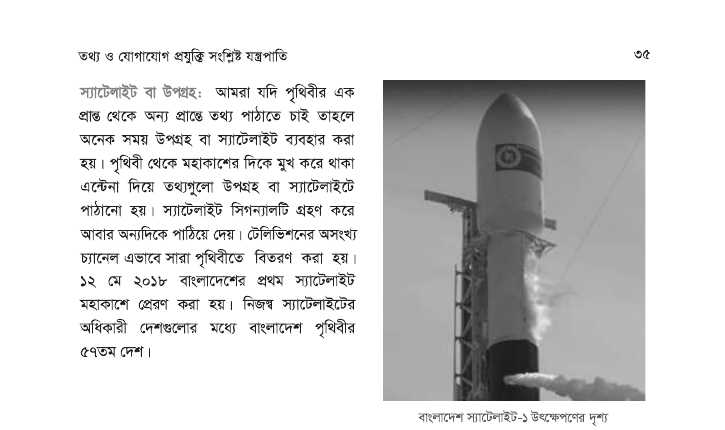 তথ্য ও যোগাযোগ প্রযুক্তি সংশ্লিষ্ট যন্ত্রপাতি
৩৫
স্যাটেলাইট বা উপগ্রহ: আমরা যদি পৃথিবীর এক
প্রান্ত থেকে অন্য প্রান্তে তথ্য পাঠাতে চাই তাহলে
অনেক সময় উপগ্রহ বা স্যাটেলাইট ব্যবহার করা
হয়। পৃথিবী থেকে মহাকাশের দিকে মুখ করে থাকা
এন্টেনা দিয়ে তথ্যগুলো উপগ্রহ বা স্যাটেলাইটে
পাঠানো হয়। স্যাটেলাইট সিগন্যালটি গ্রহণ করে
আবার অন্যদিকে পাঠিয়ে দেয়। টেলিভিশনের অসংখ্য
চ্যানেল এভাবে সারা পৃথিবীতে বিতরণ করা হয়।
১২ মে ২০১৮ বাংলাদেশের প্রথম স্যাটেলাইট
মহাকাশে প্রেরণ করা হয়। নিজস্ব স্যাটেলাইটের
অধিকারী দেশগুলোর মধ্যে বাংলাদেশ পৃথিবীর
৫৭তম দেশ।
বাংলাদেশ স্যাটেলাইট-১ উৎক্ষেপণের দৃশ্য